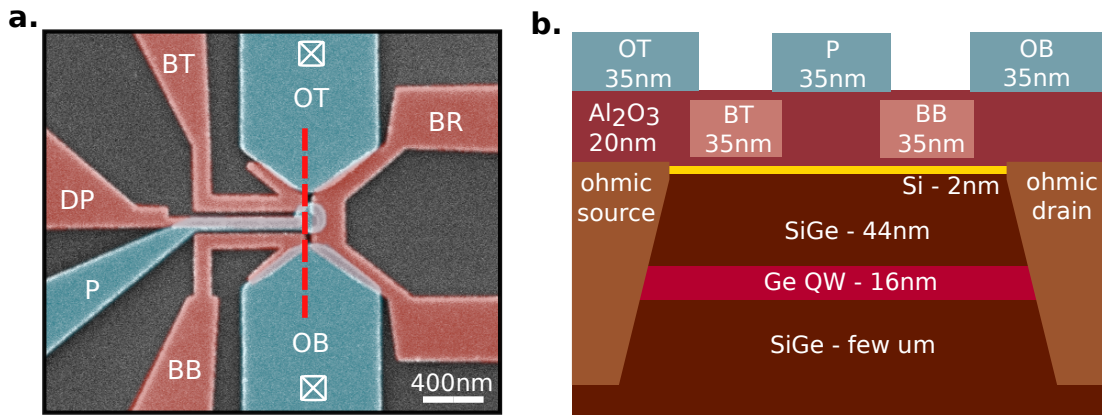 a.
BT
OT
BR
DP
P
OB
BB
400nm
b.
OT
35nm
P
35nm
OB
35nm
Al₂O₃
20nm
BT
35nm
BB
35nm
ohmic
source
Si - 2nm
ohmic
drain
SiGe - 44nm
Ge QW - 16nm
SiGe - few um